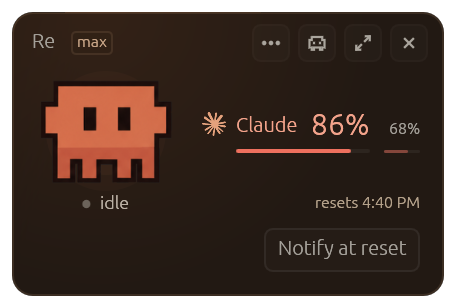 Re max
Claude 86% 68%
idle
resets 4:40 PM
Notify at reset